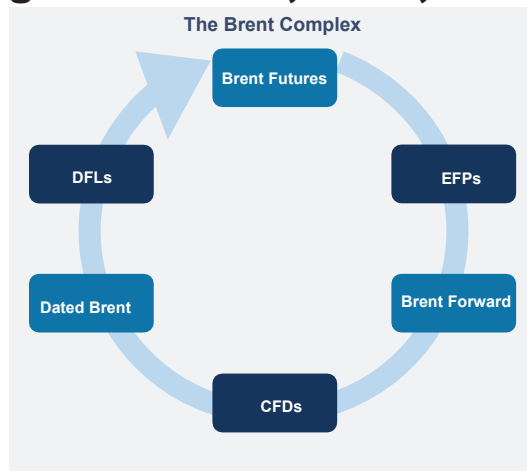 The Brent Complex
Brent Futures
DFLs
EFPs
Dated Brent
Brent Forward
CFDs